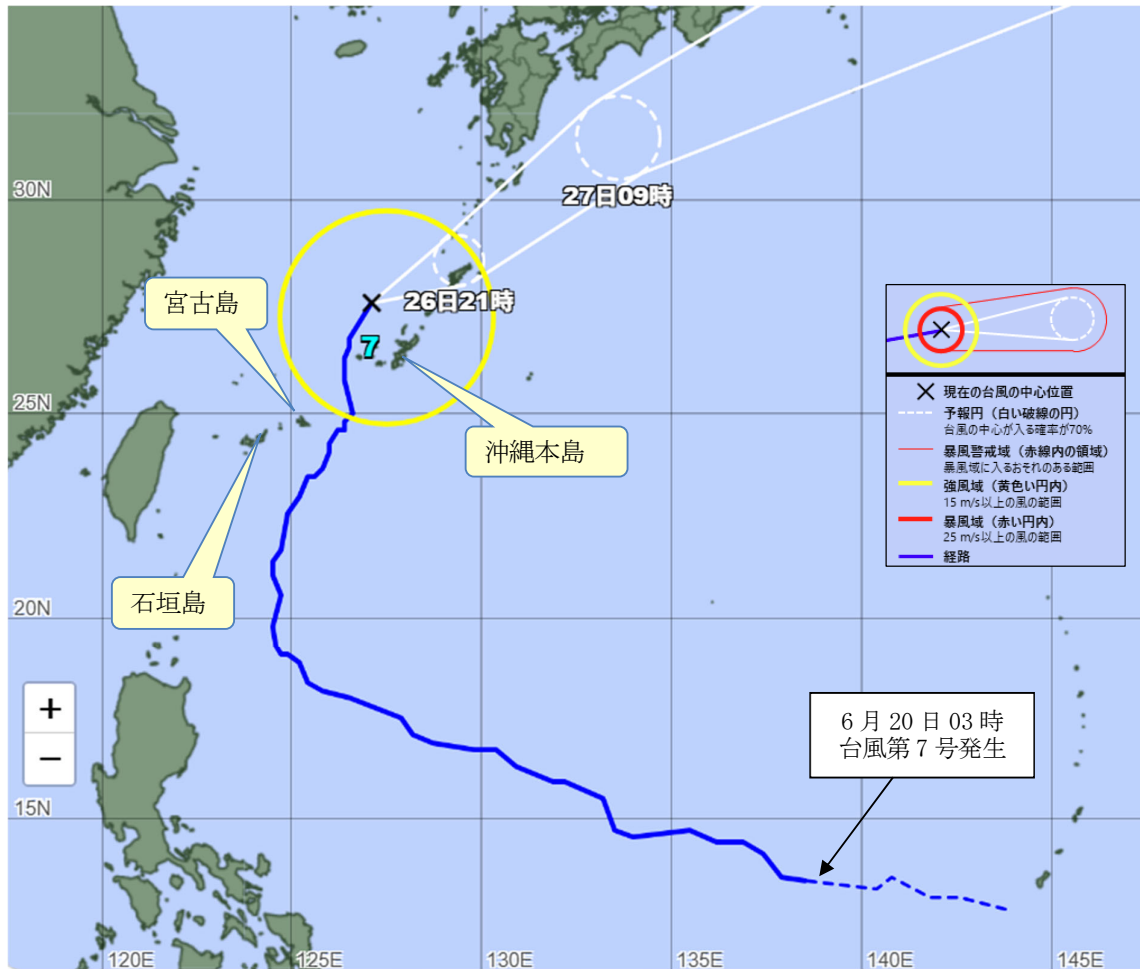 30N
27日09時
26日21時
宮古島
7
25N
沖縄本島
石垣島
20N
+
−
6月20日03時
台風第7号発生
15N
120E
125E
130E
135E
140E
145E
現在の台風の中心位置
予報円（白い破線の円）
台風の中心が入る確率が70%
暴風警戒域（赤線内の領域）
暴風域に入るおそれのある範囲
強風域（黄色い円内）
15 m/s以上の風の範囲
暴風域（赤い円内）
25 m/s以上の風の範囲
経路